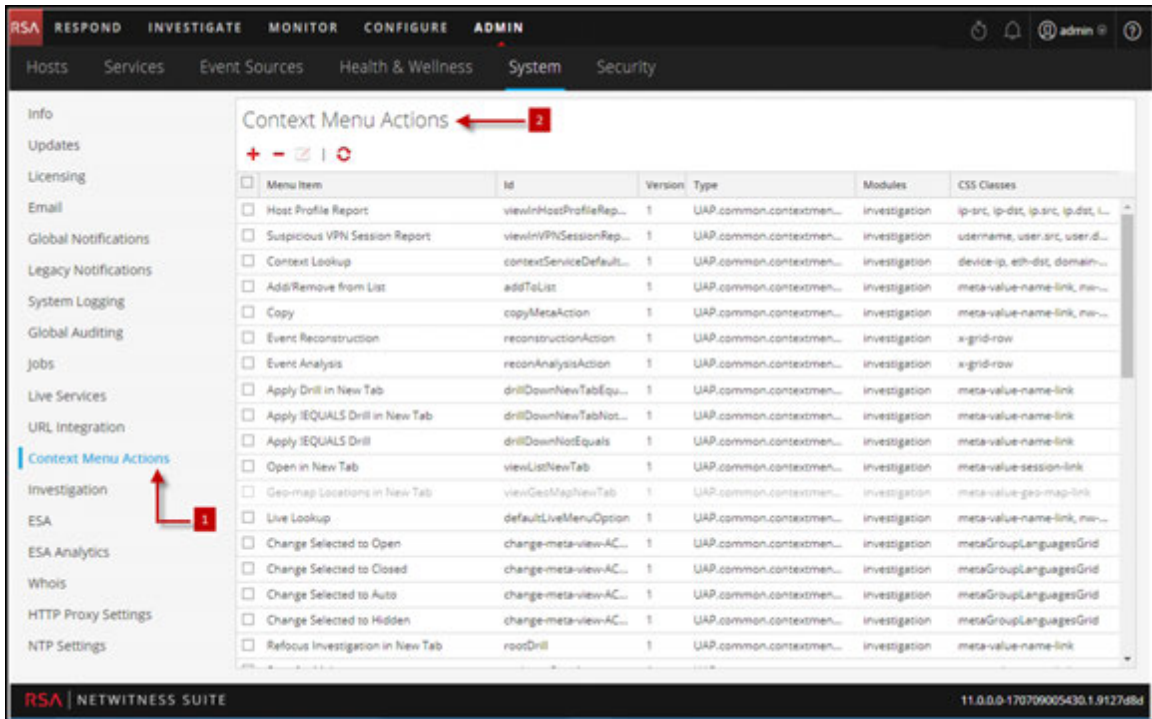 RSA RESPOND INVESTIGATE MONITOR CONFIGURE ADMIN admin
Hosts Services Event Sources Health & Wellness System Security
Info
Updates
Licensing
Email
Global Notifications
Legacy Notifications
System Logging
Global Auditing
Jobs
Live Services
URL Integration
Context Menu Actions
Investigation
ESA
ESA Analytics
Whois
HTTP Proxy Settings
NTP Settings
1
Context Menu Actions 2
Menu Item Id Version Type Modules CSS Classes
Host Profile Report viewInHostProfileRep... 1 UAP.common.contextmen... investigation ip-src, ip-dst, ip.src, ip.dst, i...
Suspicious VPN Session Report viewInVPNSessionRep... 1 UAP.common.contextmen... investigation username, user.src, user.d...
Context Lookup contextServiceDefault... 1 UAP.common.contextmen... investigation device-ip, eth-dst, domain-...
Add/Remove from List addToList 1 UAP.common.contextmen... investigation meta-value-name-link, nw-...
Copy copyMetaAction 1 UAP.common.contextmen... investigation meta-value-name-link, nw-...
Event Reconstruction reconstructionAction 1 UAP.common.contextmen... investigation x-grid-row
Event Analysis reconAnalysisAction 1 UAP.common.contextmen... investigation x-grid-row
Apply Drill in New Tab drillDownNewTabEqu... 1 UAP.common.contextmen... investigation meta-value-name-link
Apply !EQUALS Drill in New Tab drillDownNewTabNot... 1 UAP.common.contextmen... investigation meta-value-name-link
Apply !EQUALS Drill drillDownNotEquals 1 UAP.common.contextmen... investigation meta-value-name-link
Open in New Tab viewListNewTab 1 UAP.common.contextmen... investigation meta-value-session-link
Geo-map Locations in New Tab viewGeoMapNewTab 1 UAP.common.contextmen... investigation meta-value-geo-map-link
Live Lookup defaultLiveMenuOption 1 UAP.common.contextmen... investigation meta-value-name-link, nw-...
Change Selected to Open change-meta-view-AC... 1 UAP.common.contextmen... investigation metaGroupLanguagesGrid
Change Selected to Closed change-meta-view-AC... 1 UAP.common.contextmen... investigation metaGroupLanguagesGrid
Change Selected to Auto change-meta-view-AC... 1 UAP.common.contextmen... investigation metaGroupLanguagesGrid
Change Selected to Hidden change-meta-view-AC... 1 UAP.common.contextmen... investigation metaGroupLanguagesGrid
Refocus Investigation in New Tab rootDrill 1 UAP.common.contextmen... investigation meta-value-name-link
RSA NETWITNESS SUITE 11.0.0.0-170709005430.1.9127d8d